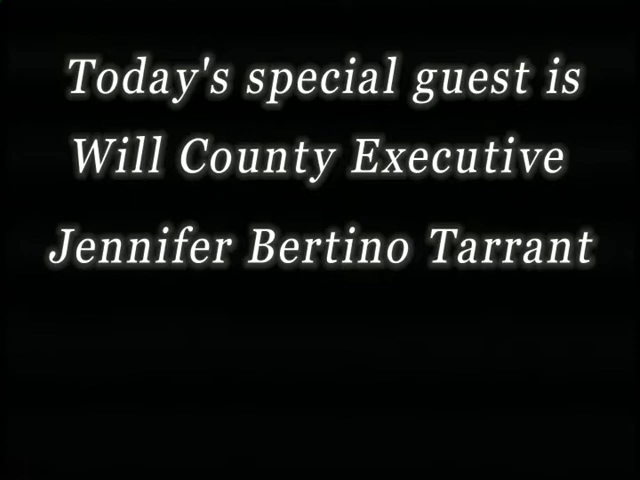 Today's special guest is
Will County Executive
Jennifer Bertino Tarrant